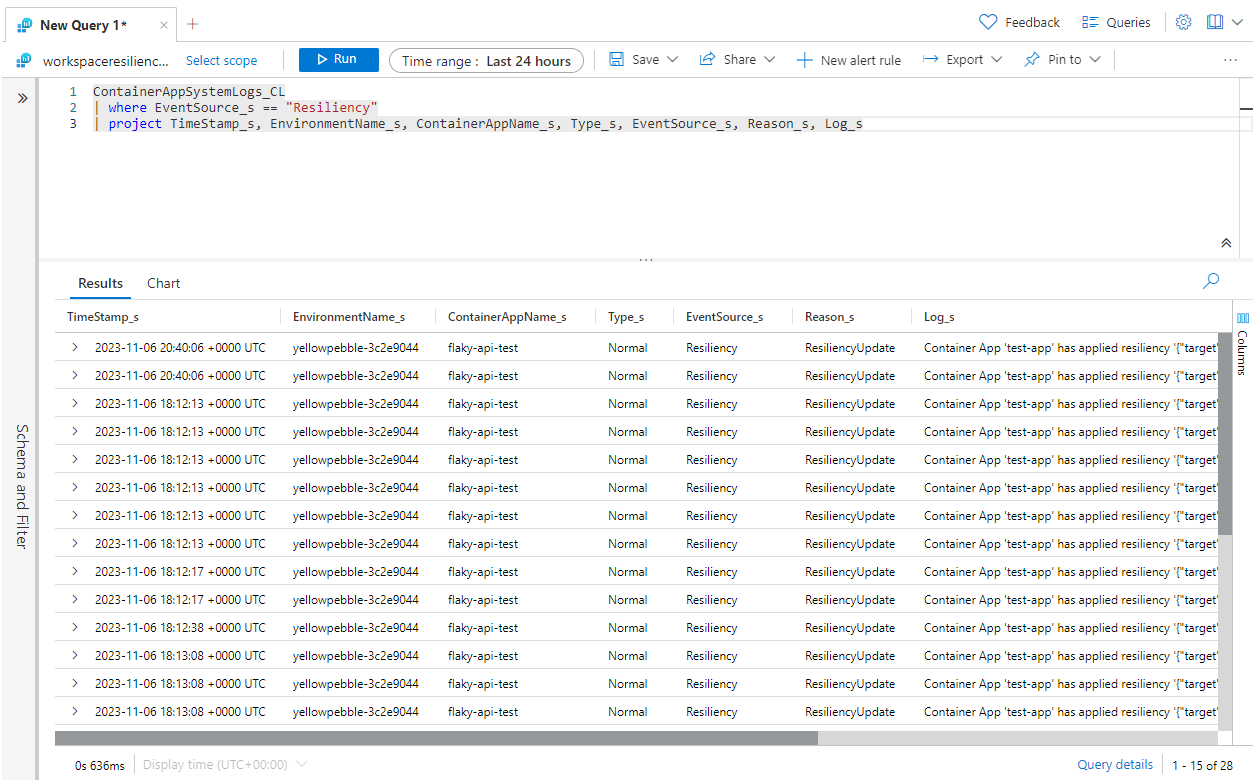 New Query 1*
Feedback
Queries
workspaceresilienc...
Select scope
Run
Time range : Last 24 hours
Save
Share
New alert rule
Export
Pin to
1 ContainerAppSystemLogs_CL
2 | where EventSource_s == "Resiliency"
3 | project TimeStamp_s, EnvironmentName_s, ContainerAppName_s, Type_s, EventSource_s, Reason_s, Log_s
Schema and Filter
Results Chart
Columns
TimeStamp_s EnvironmentName_s ContainerAppName_s Type_s EventSource_s Reason_s Log_s
2023-11-06 20:40:06 +0000 UTC yellowpebble-3c2e9044 flaky-api-test Normal Resiliency ResiliencyUpdate Container App 'test-app' has applied resiliency '{"target"
2023-11-06 20:40:06 +0000 UTC yellowpebble-3c2e9044 flaky-api-test Normal Resiliency ResiliencyUpdate Container App 'test-app' has applied resiliency '{"target"
2023-11-06 18:12:13 +0000 UTC yellowpebble-3c2e9044 flaky-api-test Normal Resiliency ResiliencyUpdate Container App 'test-app' has applied resiliency '{"target"
2023-11-06 18:12:13 +0000 UTC yellowpebble-3c2e9044 flaky-api-test Normal Resiliency ResiliencyUpdate Container App 'test-app' has applied resiliency '{"target"
2023-11-06 18:12:13 +0000 UTC yellowpebble-3c2e9044 flaky-api-test Normal Resiliency ResiliencyUpdate Container App 'test-app' has applied resiliency '{"target"
2023-11-06 18:12:13 +0000 UTC yellowpebble-3c2e9044 flaky-api-test Normal Resiliency ResiliencyUpdate Container App 'test-app' has applied resiliency '{"target"
2023-11-06 18:12:13 +0000 UTC yellowpebble-3c2e9044 flaky-api-test Normal Resiliency ResiliencyUpdate Container App 'test-app' has applied resiliency '{"target"
2023-11-06 18:12:13 +0000 UTC yellowpebble-3c2e9044 flaky-api-test Normal Resiliency ResiliencyUpdate Container App 'test-app' has applied resiliency '{"target"
2023-11-06 18:12:17 +0000 UTC yellowpebble-3c2e9044 flaky-api-test Normal Resiliency ResiliencyUpdate Container App 'test-app' has applied resiliency '{"target"
2023-11-06 18:12:17 +0000 UTC yellowpebble-3c2e9044 flaky-api-test Normal Resiliency ResiliencyUpdate Container App 'test-app' has applied resiliency '{"target"
2023-11-06 18:12:38 +0000 UTC yellowpebble-3c2e9044 flaky-api-test Normal Resiliency ResiliencyUpdate Container App 'test-app' has applied resiliency '{"target"
2023-11-06 18:13:08 +0000 UTC yellowpebble-3c2e9044 flaky-api-test Normal Resiliency ResiliencyUpdate Container App 'test-app' has applied resiliency '{"target"
2023-11-06 18:13:08 +0000 UTC yellowpebble-3c2e9044 flaky-api-test Normal Resiliency ResiliencyUpdate Container App 'test-app' has applied resiliency '{"target"
2023-11-06 18:13:08 +0000 UTC yellowpebble-3c2e9044 flaky-api-test Normal Resiliency ResiliencyUpdate Container App 'test-app' has applied resiliency '{"target"
0s 636ms Display time (UTC+00:00) Query details 1 - 15 of 28